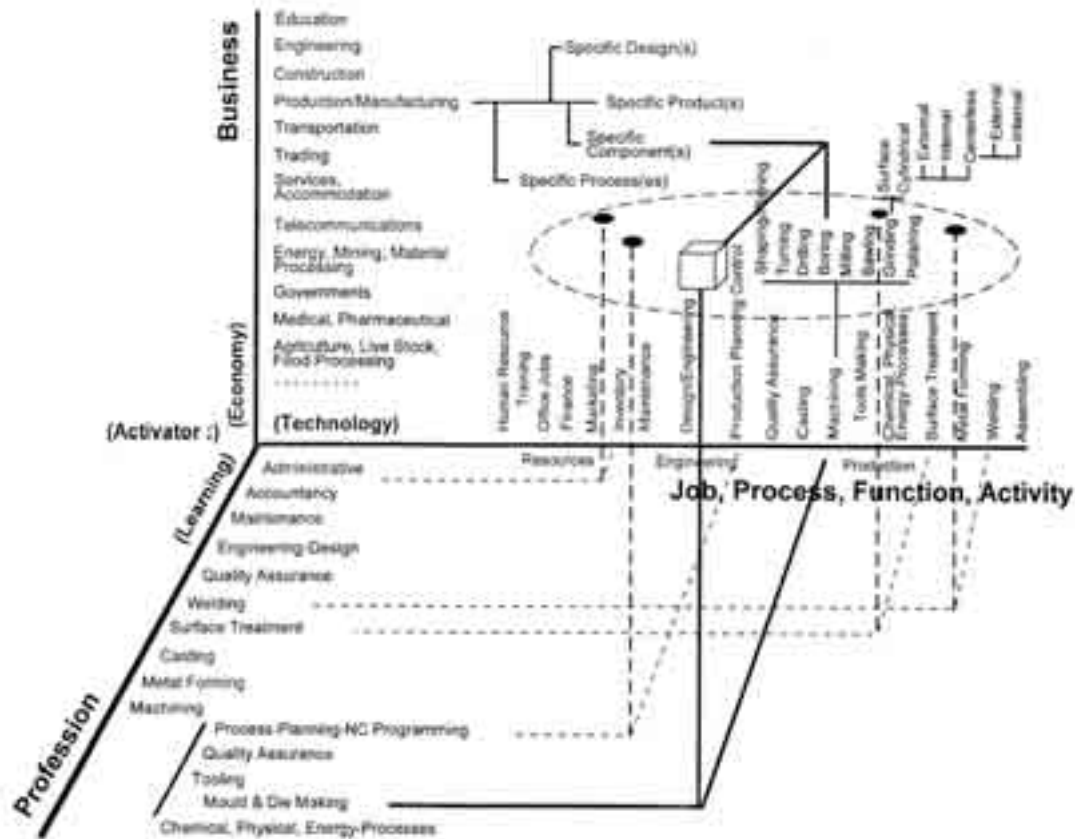 Business
Education
Engineering
Construction
Production/Manufacturing
Transportation
Trading
Services,
Accommodation
Telecommunications
Energy, Mining, Material
Processing
Governments
Medical, Pharmaceutical
Agriculture, Live Stock,
Food Processing
Specific Design(s)
Specific Product(s)
Specific
Component(s)
Specific Process(es)
Surface
Cylindrical
External
Internal
Centerless
External
Internal
Turning
Drilling
Boring
Milling
Sawing
Grinding
Polishing
Human Resource
Training
Office Jobs
Finance
Marketing
Inventory
Maintenance
Design/Engineering
Production Planning Control
Quality Assurance
Casting
Machining
Tools Making
Chemical, Physical
Energy-Processes
Surface Treatment
Metal Forming
Welding
Assembling
(Economy)
(Activator :)
(Technology)
(Learning)
Resources
Engineering
Production
Job, Process, Function, Activity
Administrative
Accountancy
Maintenance
Engineering-Design
Quality Assurance
Welding
Surface Treatment
Casting
Metal Forming
Machining
Process-Planning-NC Programming
Quality Assurance
Tooling
Mould & Die Making
Chemical, Physical, Energy-Processes
Profession